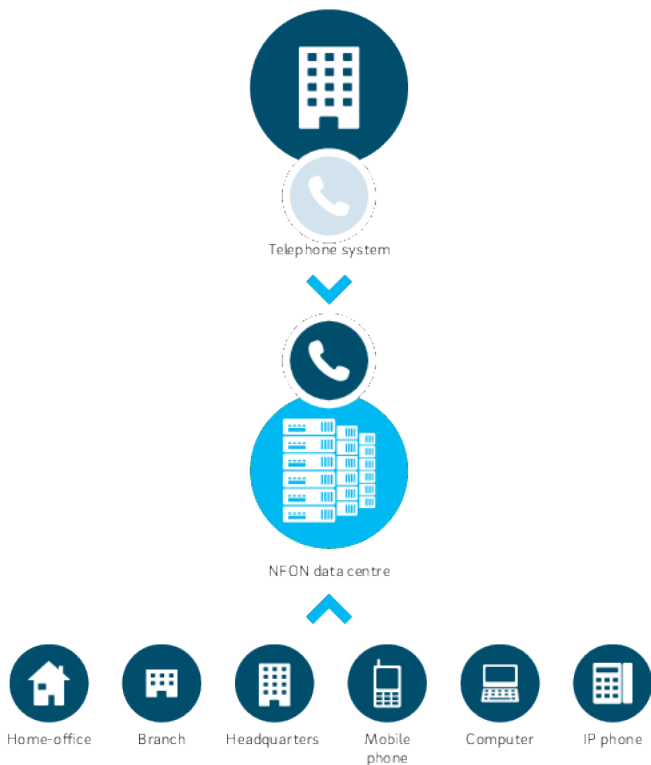 Telephone system
NFON data centre
Home-office
Branch
Headquarters
Mobile
phone
Computer
IP phone